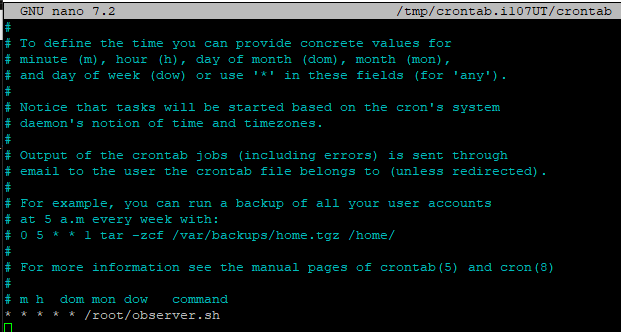 GNU nano 7.2 /tmp/crontab.il07UT/crontab
#
# To define the time you can provide concrete values for
# minute (m), hour (h), day of month (dom), month (mon),
# and day of week (dow) or use '*' in these fields (for 'any').
#
# Notice that tasks will be started based on the cron's system
# daemon's notion of time and timezones.
#
# Output of the crontab jobs (including errors) is sent through
# email to the user the crontab file belongs to (unless redirected).
#
# For example, you can run a backup of all your user accounts
# at 5 a.m every week with:
# 0 5 * * 1 tar -zcf /var/backups/home.tgz /home/
#
# For more information see the manual pages of crontab(5) and cron(8)
#
# m h  dom mon dow   command
* * * * * /root/observer.sh